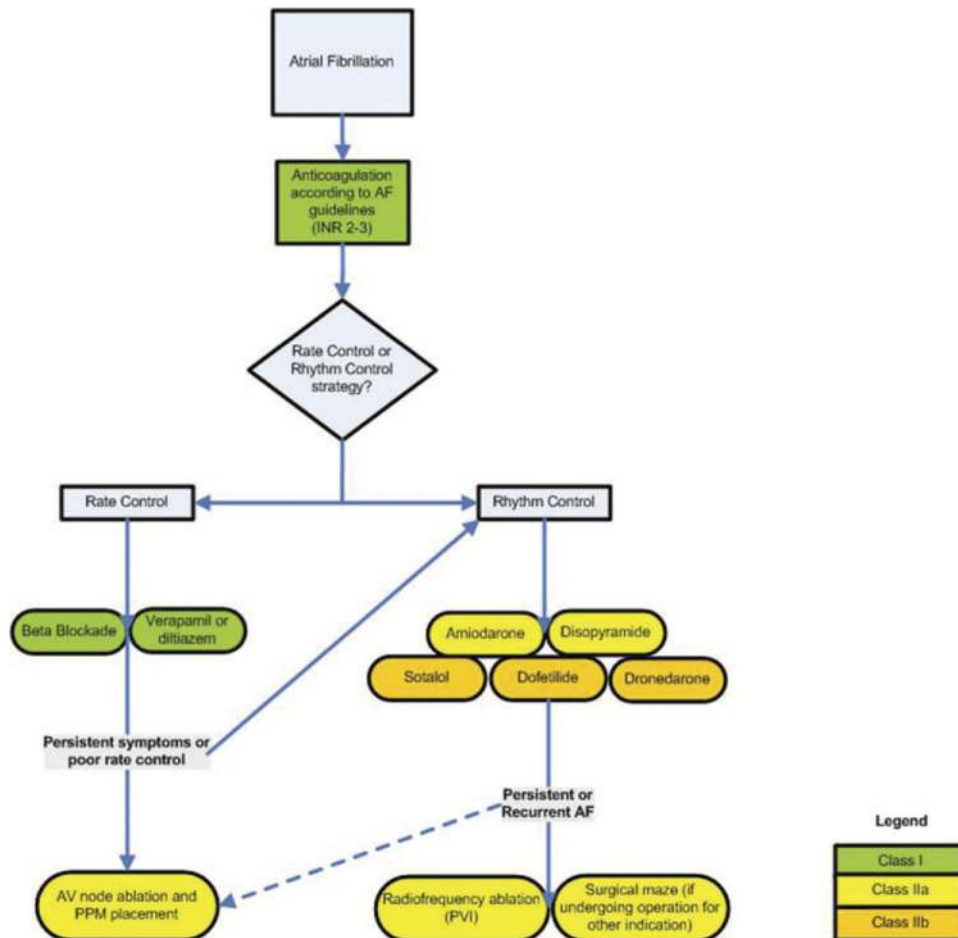 Atrial Fibrillation
Anticoagulation
according to AF
guidelines
(INR 2-3)
Rate Control or
Rhythm Control
strategy?
Rate Control
Rhythm Control
Beta Blockade
Verapamil or
diltiazem
Amiodarone
Disopyramide
Sotalol
Dofetilide
Dronedarone
Persistent symptoms or
poor rate control
Persistent or
Recurrent AF
AV node ablation and
PPM placement
Radiofrequency ablation
(PVI)
Surgical maze (if
undergoing operation for
other indication)
Legend
Class I
Class IIa
Class IIb